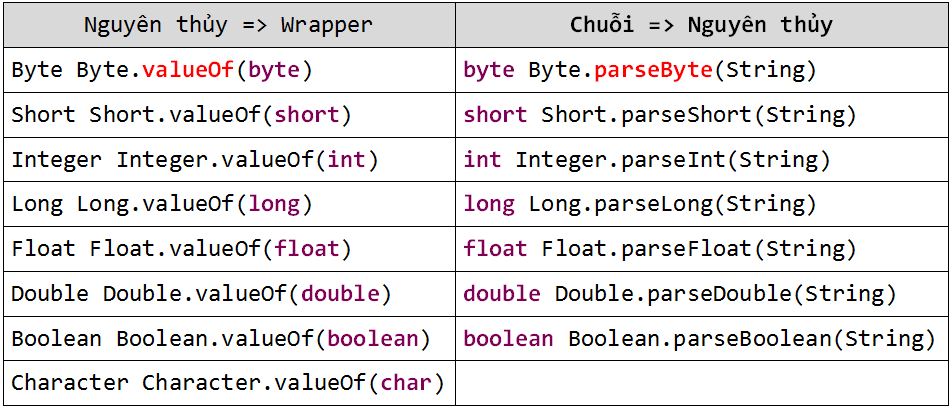 Nguyên thủy => Wrapper
Chuỗi => Nguyên thủy
Byte Byte.valueOf(byte)
byte Byte.parseByte(String)
Short Short.valueOf(short)
short Short.parseShort(String)
Integer Integer.valueOf(int)
int Integer.parseInt(String)
Long Long.valueOf(long)
long Long.parseLong(String)
Float Float.valueOf(float)
float Float.parseFloat(String)
Double Double.valueOf(double)
double Double.parseDouble(String)
Boolean Boolean.valueOf(boolean)
boolean Boolean.parseBoolean(String)
Character Character.valueOf(char)